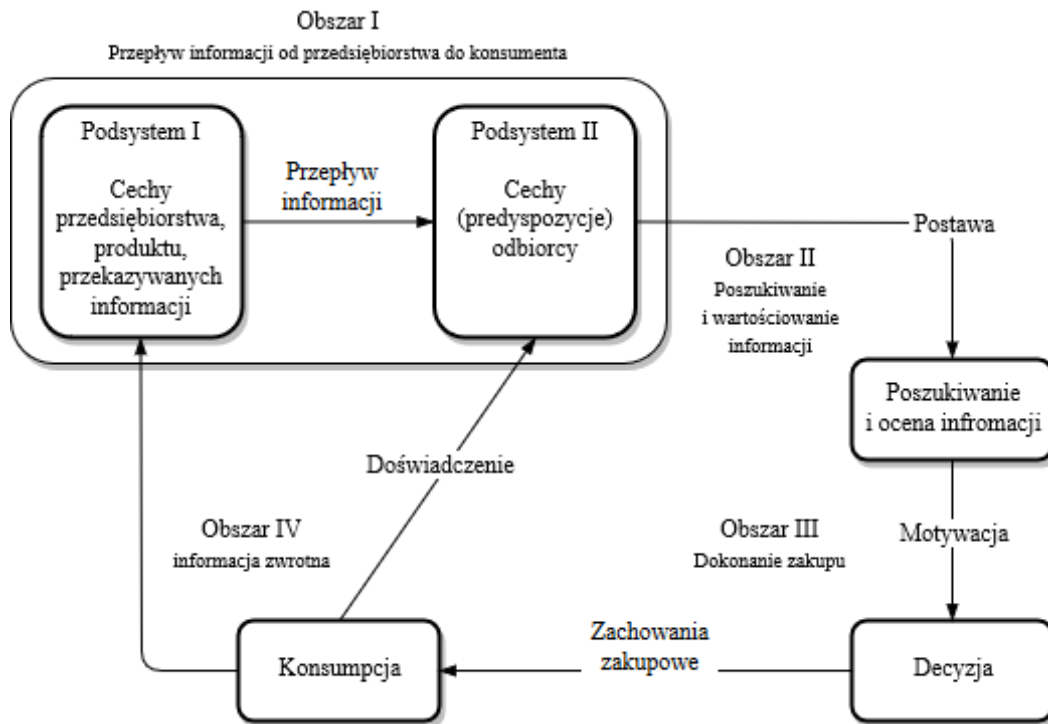 Obszar I
Przepływ informacji od przedsiębiorstwa do konsumenta
Podsystem I
Cechy
przedsiębiorstwa,
produktu,
przekazywanych
informacji
Przepływ
informacji
Podsystem II
Cechy
(predyspozycje)
odbiorcy
Postawa
Obszar II
Poszukiwanie
i wartościowanie
informacji
Poszukiwanie
i ocena infromacji
Doświadczenie
Obszar IV
informacja zwrotna
Obszar III
Dokonanie zakupu
Motywacja
Konsumpcja
Zachowania
zakupowe
Decyzja